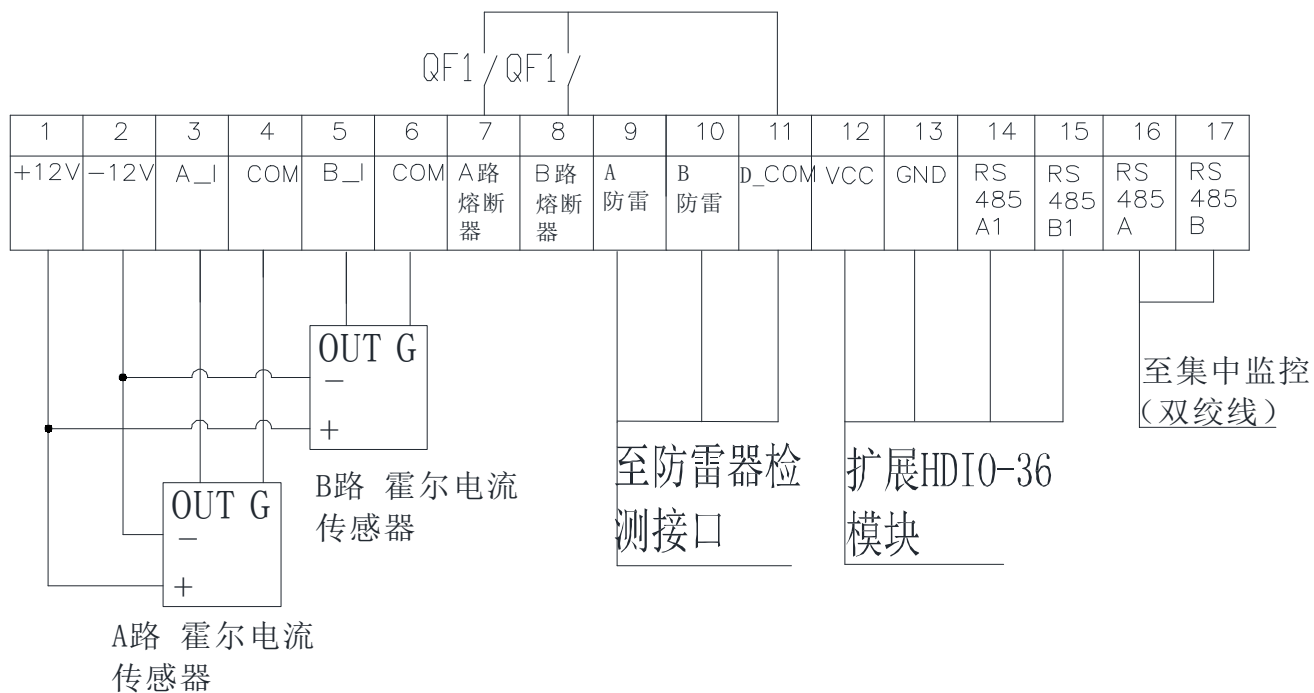 QF1 QF1
1 2 3 4 5 6 7 8 9 10 11 12 13 14 15 16 17
+12V -12V A_I COM B_I COM A路 B路 A B D_COM VCC GND RS RS RS RS
熔断 熔断 防雷 防雷 485 485 485 485
器 器 A1 B1 A B
OUT G
−
+
B路 霍尔电流
传感器
OUT G
−
+
A路 霍尔电流
传感器
至防雷器检
测接口
扩展HDIO-36
模块
至集中监控
(双绞线)